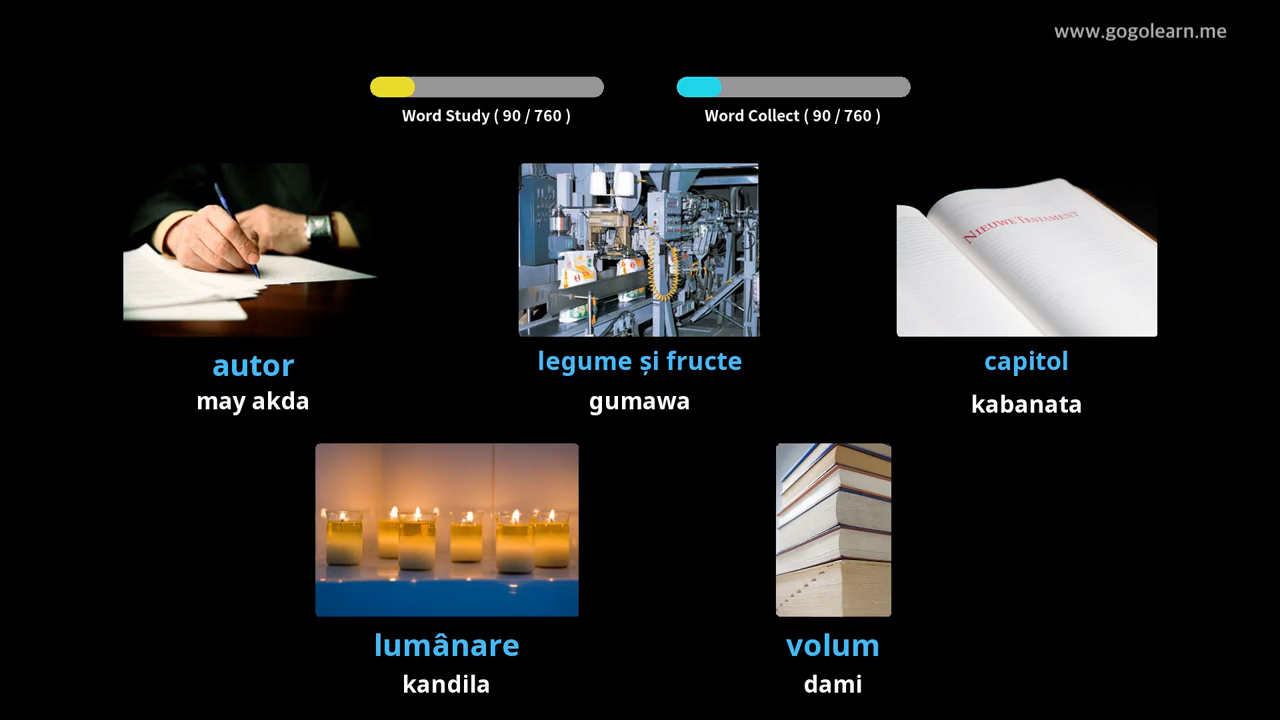 www.gogolearn.me
Word Study ( 90 / 760 )
Word Collect ( 90 / 760 )
NIEUWE TESTAMENT
autor
may akda
legume și fructe
gumawa
capitol
kabanata
lumânare
kandila
volum
dami